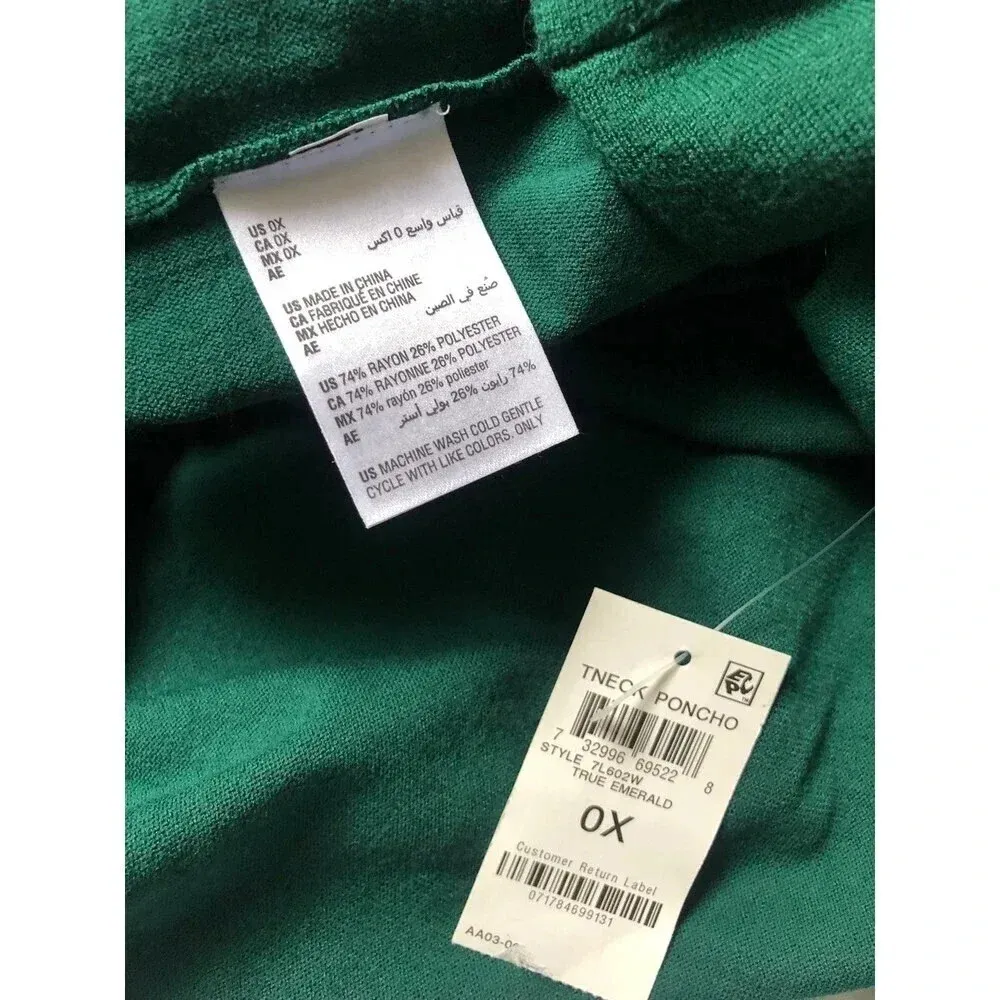 US 0X
CA 0X
MX 0X
AE قياس واسع 0 اكس
US MADE IN CHINA
CA FABRIQUÉ EN CHINE
MX HECHO EN CHINA
AE صُنع في الصين
US 74% RAYON 26% POLYESTER
CA 74% RAYONNE 26% POLYESTER
MX 74% rayón 26% poliester
AE 74% رايون 26% بولي أستر
US MACHINE WASH COLD GENTLE
CYCLE WITH LIKE COLORS. ONLY
TNECK PONCHO
7 32996 69522 8
STYLE 7L602W
TRUE EMERALD
0X
Customer Return Label
071784699131